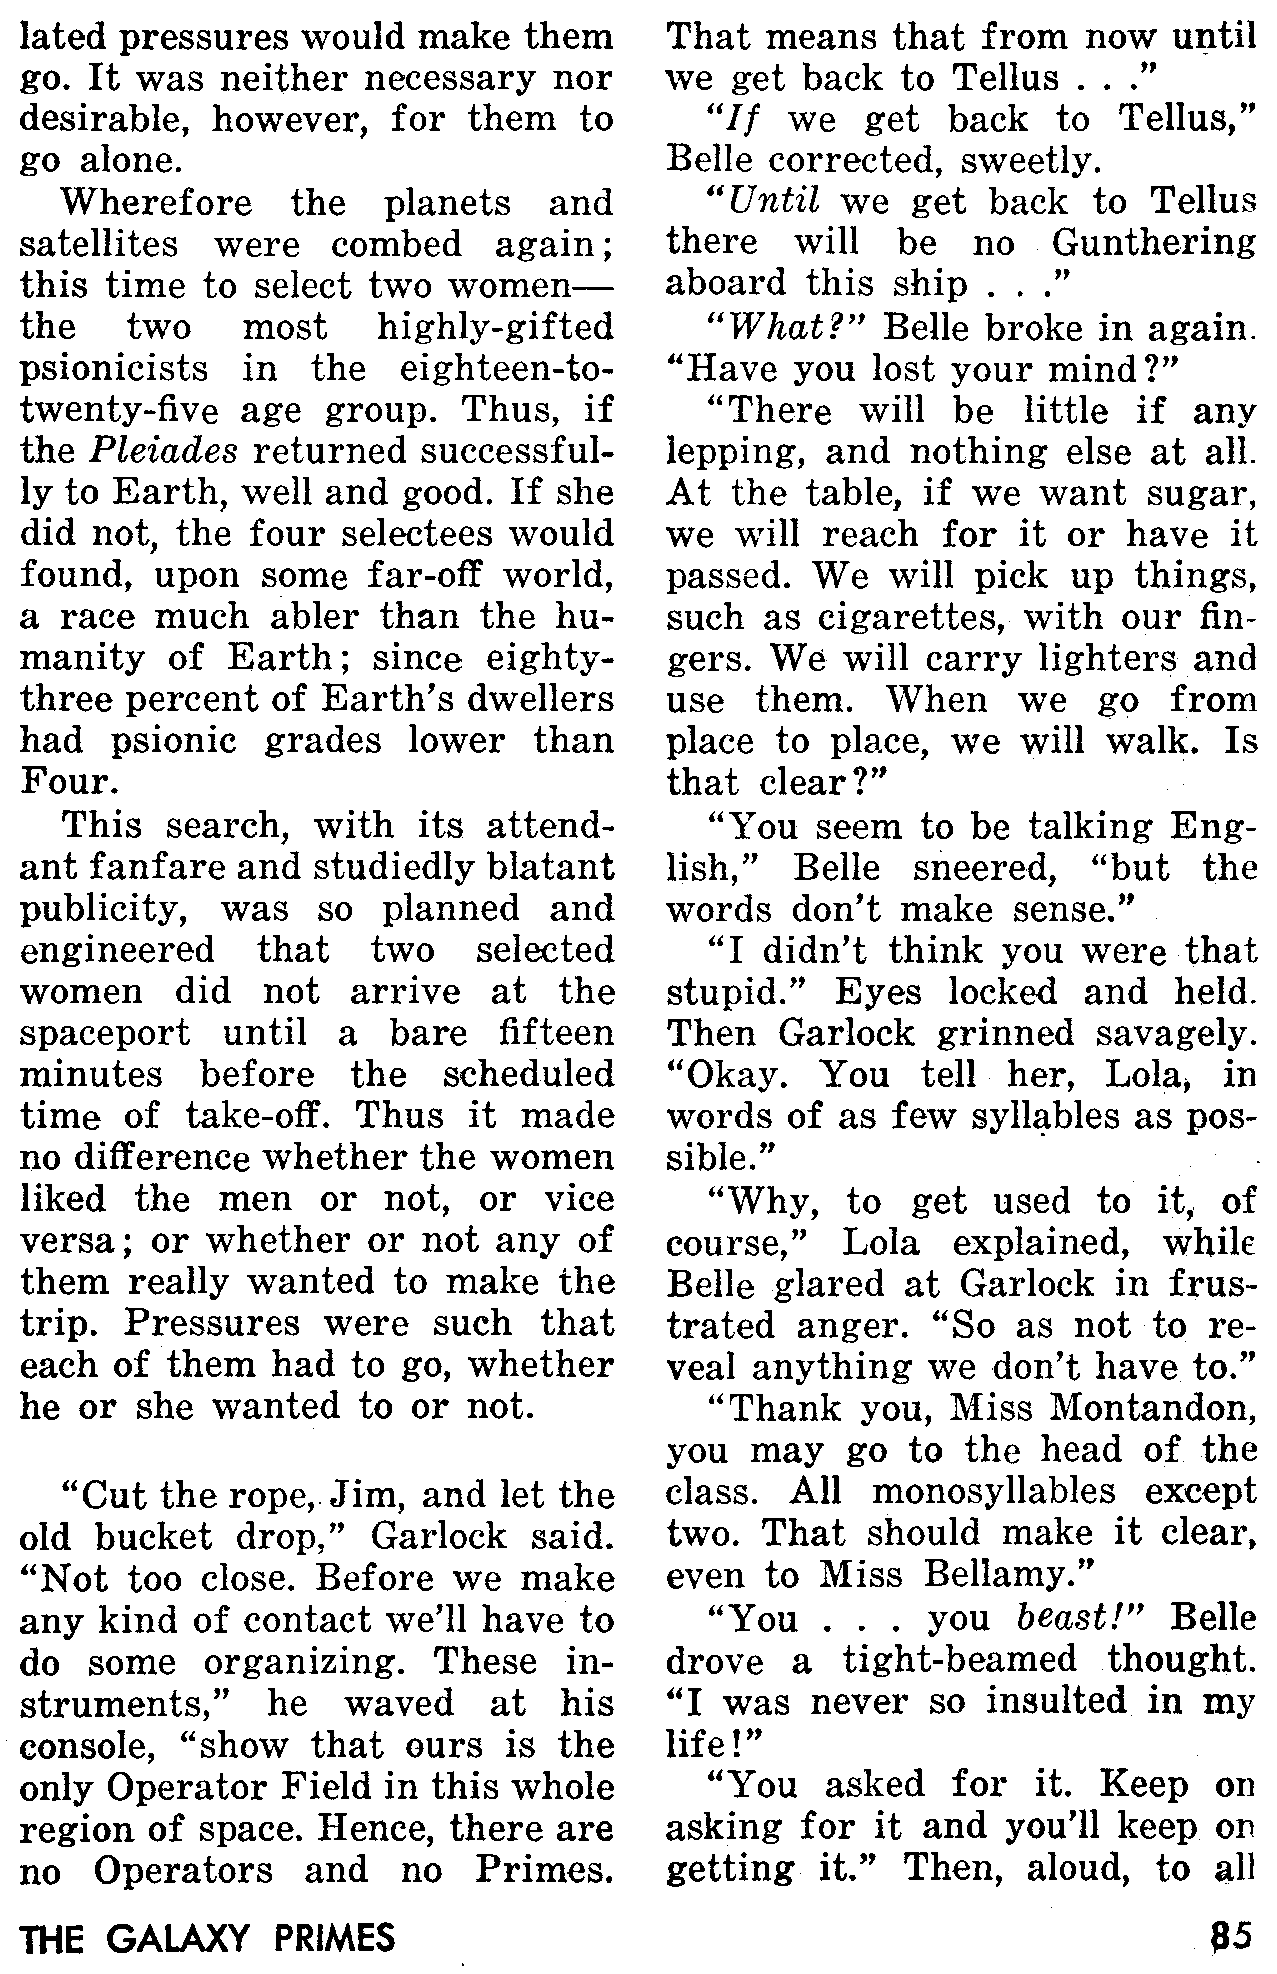 lated pressures would make them
go. It was neither necessary nor
desirable, however, for them to
go alone.
Wherefore the planets and
satellites were combed again;
this time to select two women—
the two most highly-gifted
psionicists in the eighteen-to-
twenty-five age group. Thus, if
the Pleiades returned successful-
ly to Earth, well and good. If she
did not, the four selectees would
found, upon some far-off world,
a race much abler than the hu-
manity of Earth; since eighty-
three percent of Earth's dwellers
had psionic grades lower than
Four.
This search, with its attend-
ant fanfare and studiedly blatant
publicity, was so planned and
engineered that two selected
women did not arrive at the
spaceport until a bare fifteen
minutes before the scheduled
time of take-off. Thus it made
no difference whether the women
liked the men or not, or vice
versa; or whether or not any of
them really wanted to make the
trip. Pressures were such that
each of them had to go, whether
he or she wanted to or not.
“Cut the rope, Jim, and let the
old bucket drop,” Garlock said.
“Not too close. Before we make
any kind of contact we'll have to
do some organizing. These in-
struments,” he waved at his
console, “show that ours is the
only Operator Field in this whole
region of space. Hence, there are
no Operators and no Primes.
That means that from now until
we get back to Tellus . . .”
“If we get back to Tellus,”
Belle corrected, sweetly.
“Until we get back to Tellus
there will be no Gunthering
aboard this ship . . .”
“What?” Belle broke in again.
“Have you lost your mind?”
“There will be little if any
lepping, and nothing else at all.
At the table, if we want sugar,
we will reach for it or have it
passed. We will pick up things,
such as cigarettes, with our fin-
gers. We will carry lighters and
use them. When we go from
place to place, we will walk. Is
that clear?”
“You seem to be talking Eng-
lish,” Belle sneered, “but the
words don't make sense.”
“I didn't think you were that
stupid.” Eyes locked and held.
Then Garlock grinned savagely.
“Okay. You tell her, Lola, in
words of as few syllables as pos-
sible.”
“Why, to get used to it, of
course,” Lola explained, while
Belle glared at Garlock in frus-
trated anger. “So as not to re-
veal anything we don't have to.”
“Thank you, Miss Montandon,
you may go to the head of the
class. All monosyllables except
two. That should make it clear,
even to Miss Bellamy.”
“You . . . you beast!” Belle
drove a tight-beamed thought.
“I was never so insulted in my
life!”
“You asked for it. Keep on
asking for it and you'll keep on
getting it.” Then, aloud, to all
THE GALAXY PRIMES 85